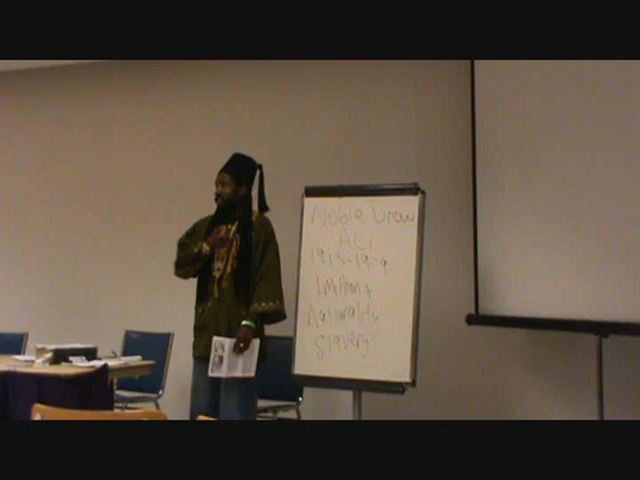 Noble Drew
ALI
1913-1929
1 million+
Nationality
Slavery